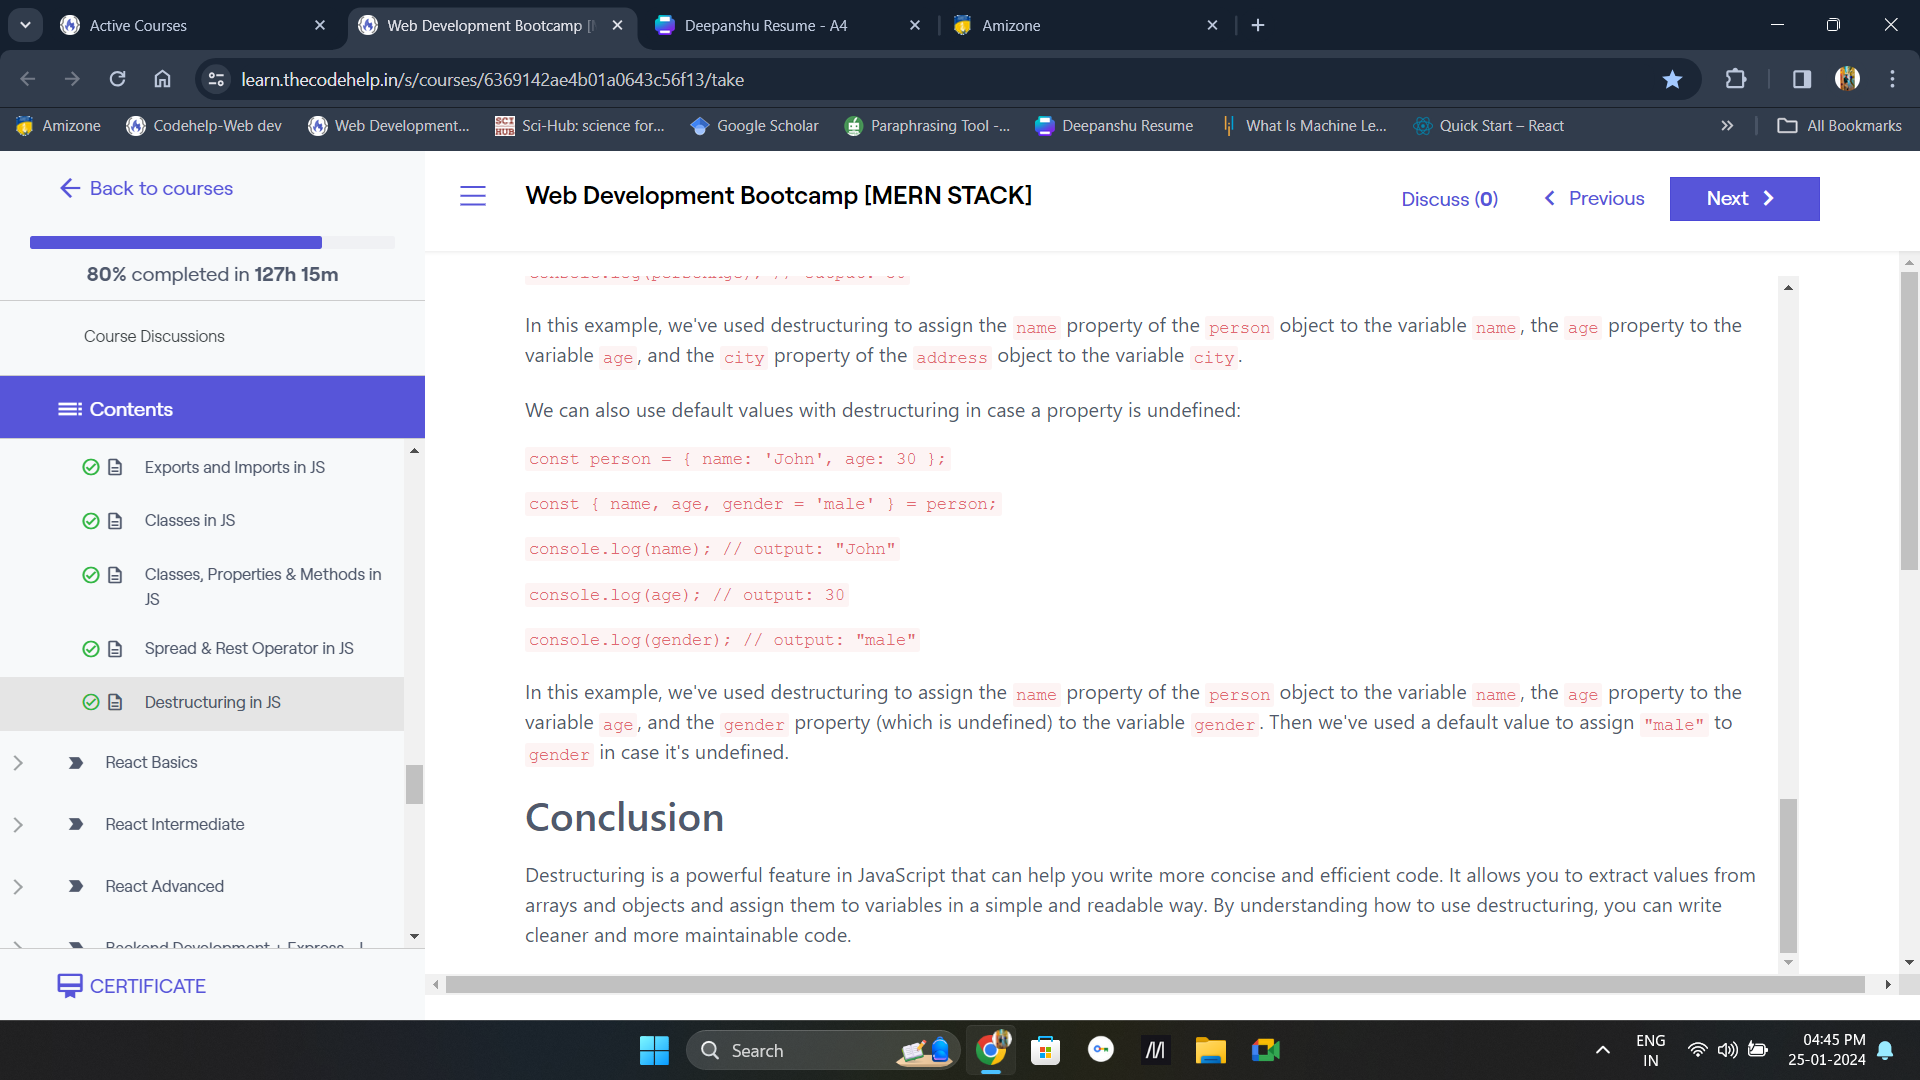 Active Courses
Web Development Bootcamp [
Deepanshu Resume - A4
Amizone
learn.thecodehelp.in/s/courses/6369142ae4b01a0643c56f13/take
Amizone
Codehelp-Web dev
Web Development...
SCI HUB
Sci-Hub: science for...
Google Scholar
Paraphrasing Tool -...
Deepanshu Resume
What Is Machine Le...
Quick Start – React
»
All Bookmarks
Back to courses
80% completed in 127h 15m
Course Discussions
Contents
Exports and Imports in JS
Classes in JS
Classes, Properties & Methods in
JS
Spread & Rest Operator in JS
Destructuring in JS
React Basics
React Intermediate
React Advanced
Backend Development + Express
CERTIFICATE
Web Development Bootcamp [MERN STACK]
Discuss (0)
Previous
Next
console.log(personAge); // output: 30
In this example, we've used destructuring to assign the name property of the person object to the variable name, the age property to the
variable age, and the city property of the address object to the variable city.
We can also use default values with destructuring in case a property is undefined:
const person = { name: 'John', age: 30 };
const { name, age, gender = 'male' } = person;
console.log(name); // output: "John"
console.log(age); // output: 30
console.log(gender); // output: "male"
In this example, we've used destructuring to assign the name property of the person object to the variable name, the age property to the
variable age, and the gender property (which is undefined) to the variable gender. Then we've used a default value to assign "male" to
gender in case it's undefined.
Conclusion
Destructuring is a powerful feature in JavaScript that can help you write more concise and efficient code. It allows you to extract values from
arrays and objects and assign them to variables in a simple and readable way. By understanding how to use destructuring, you can write
cleaner and more maintainable code.
Search
ENG
IN
04:45 PM
25-01-2024